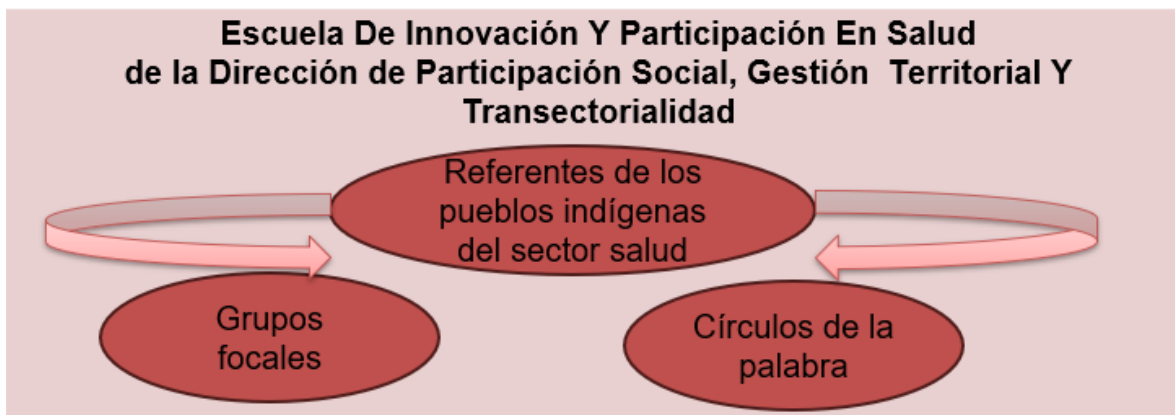 Escuela De Innovación Y Participación En Salud
de la Dirección de Participación Social, Gestión  Territorial Y
Transectorialidad
Referentes de los
pueblos indígenas
del sector salud
Grupos
focales
Círculos de la
palabra